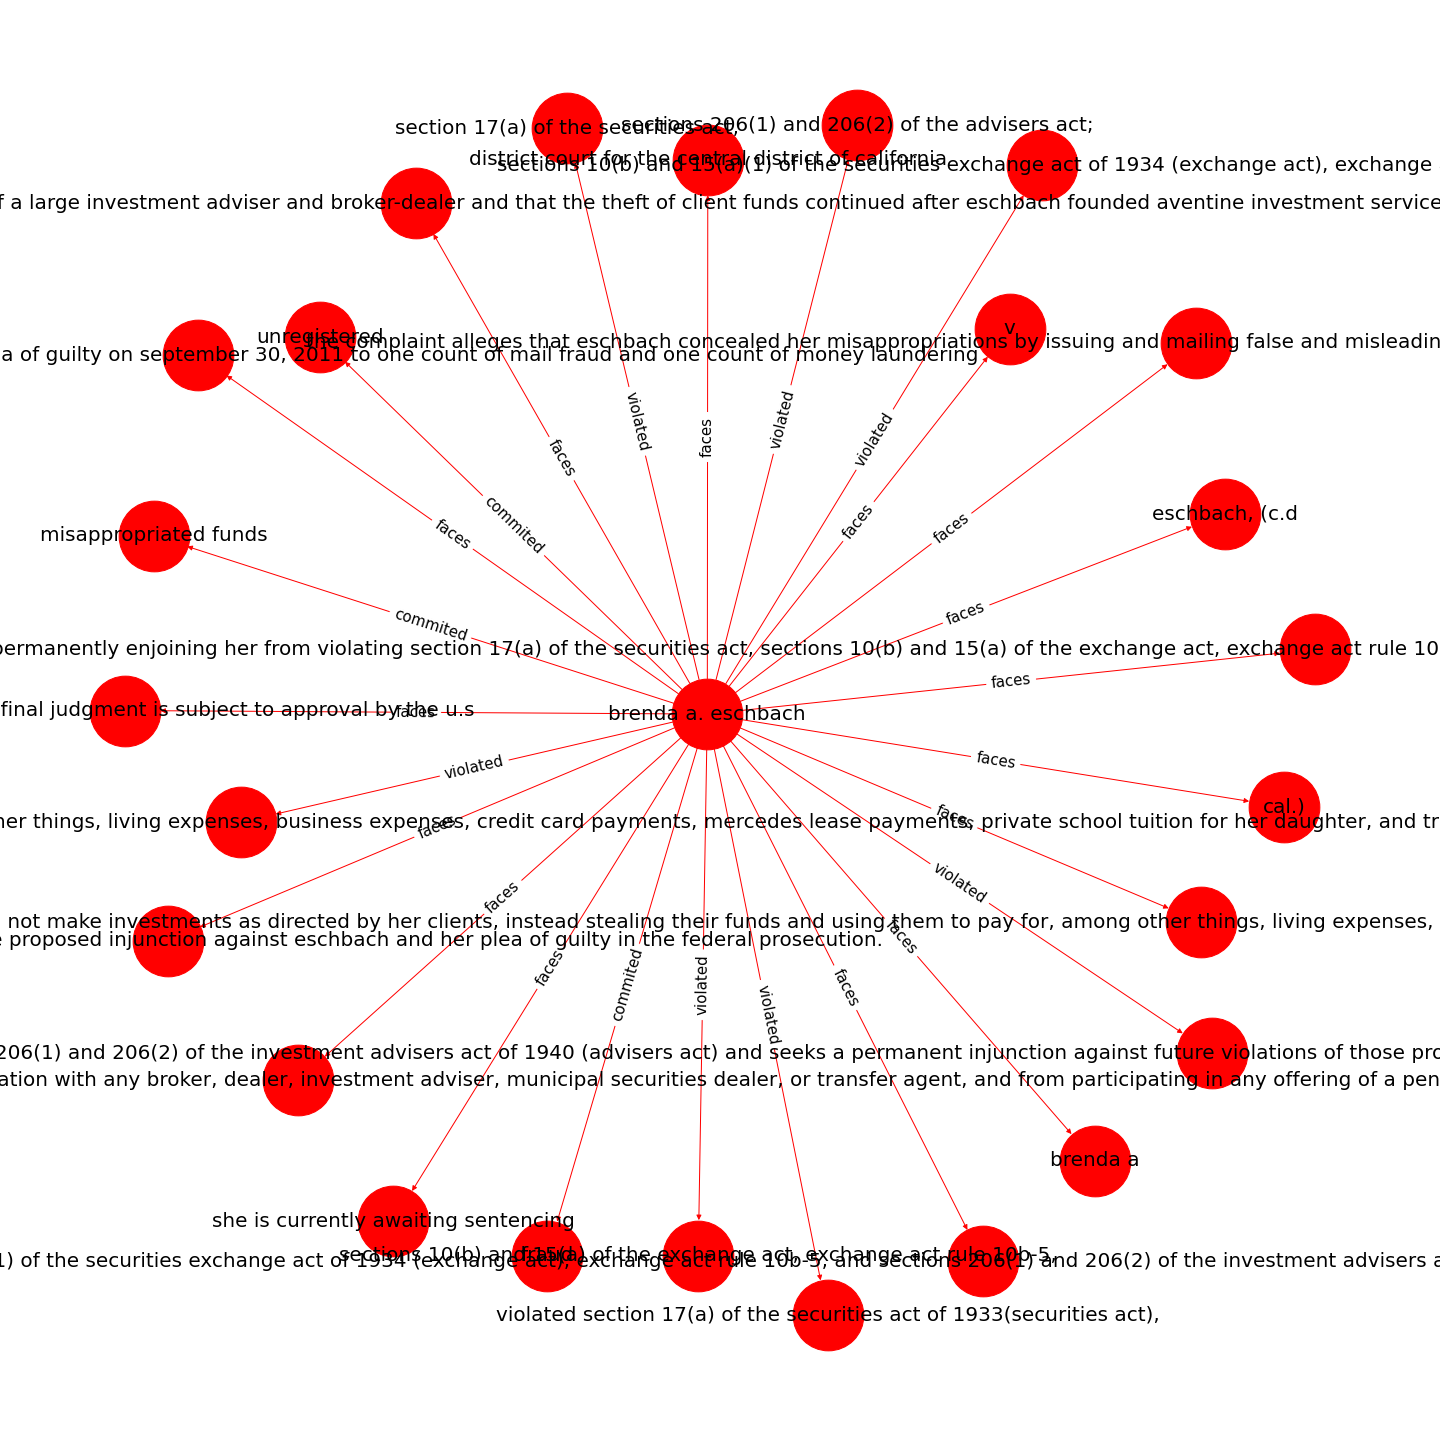 sections 206(1) and 206(2) of the advisers act;
section 17(a) of the securities act,
district court for the central district of california
sections 10(b) and 15(a)(1) of the securities exchange act of 1934 (exchange act), exchange
f a large investment adviser and broker-dealer and that the theft of client funds continued after eschbach founded aventine investment service
v
unregistered
the complaint alleges that eschbach concealed her misappropriations by issuing and mailing false and misleadin
a of guilty on september 30, 2011 to one count of mail fraud and one count of money laundering
violated
faces
violated
violated
faces
commited
faces
faces
faces
eschbach, (c.d
misappropriated funds
faces
commited
permanently enjoining her from violating section 17(a) of the securities act, sections 10(b) and 15(a) of the exchange act, exchange act rule 10
faces
final judgment is subject to approval by the u.s
faces
brenda a. eschbach
faces
violated
cal.)
faces
faces
her things, living expenses, business expenses, credit card payments, mercedes lease payments, private school tuition for her daughter, and tr
violated
faces
not make investments as directed by her clients, instead stealing their funds and using them to pay for, among other things, living expenses,
faces
e proposed injunction against eschbach and her plea of guilty in the federal prosecution.
faces
commited
violated
faces
violated
206(1) and 206(2) of the investment advisers act of 1940 (advisers act) and seeks a permanent injunction against future violations of those pro
ation with any broker, dealer, investment adviser, municipal securities dealer, or transfer agent, and from participating in any offering of a pen
brenda a
she is currently awaiting sentencing
sections 10(b) and 15(a) of the exchange act, exchange act rule 10b-5,
fraud
1) of the securities exchange act of 1934 (exchange act), exchange act rule 10b-5, and sections 206(1) and 206(2) of the investment advisers a
violated section 17(a) of the securities act of 1933(securities act),